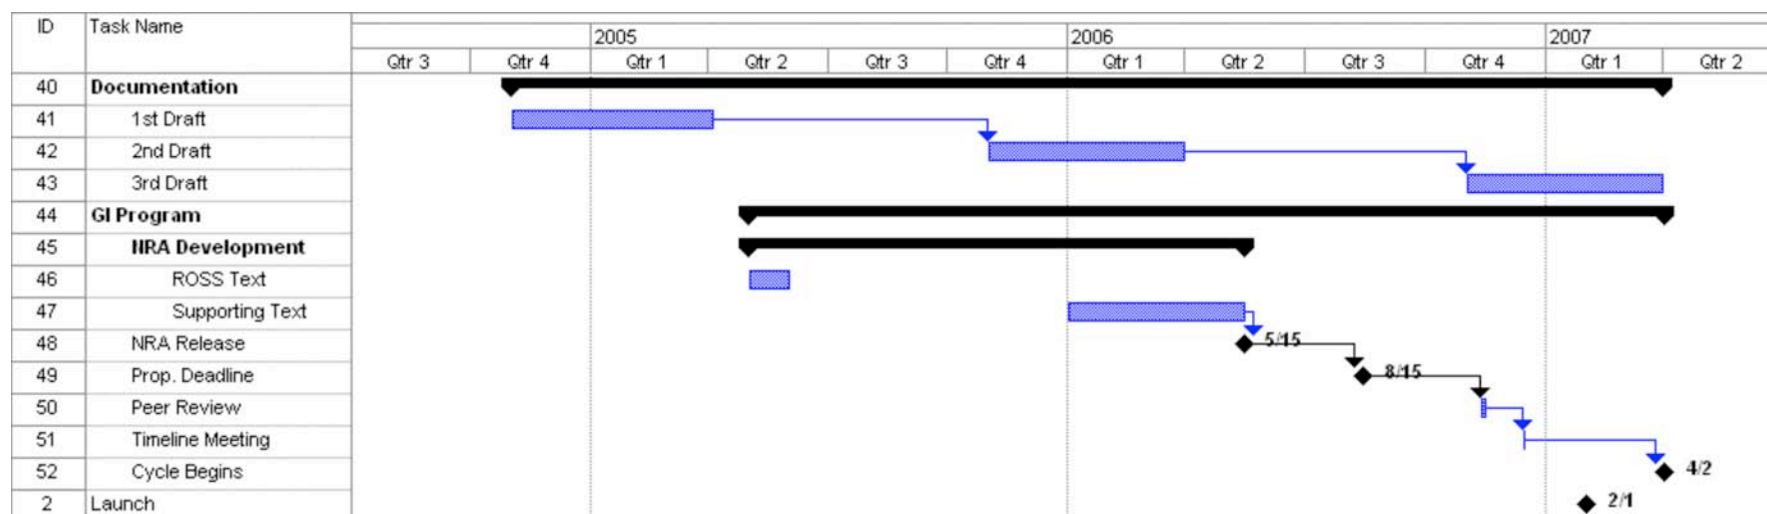 ID Task Name
2005 2006 2007
Qtr 3 Qtr 4 Qtr 1 Qtr 2 Qtr 3 Qtr 4 Qtr 1 Qtr 2 Qtr 3 Qtr 4 Qtr 1 Qtr 2
40 Documentation
41 1st Draft
42 2nd Draft
43 3rd Draft
44 GI Program
45 NRA Development
46 ROSS Text
47 Supporting Text
48 NRA Release 5/15
49 Prop. Deadline 8/15
50 Peer Review
51 Timeline Meeting
52 Cycle Begins 4/2
2 Launch 2/1